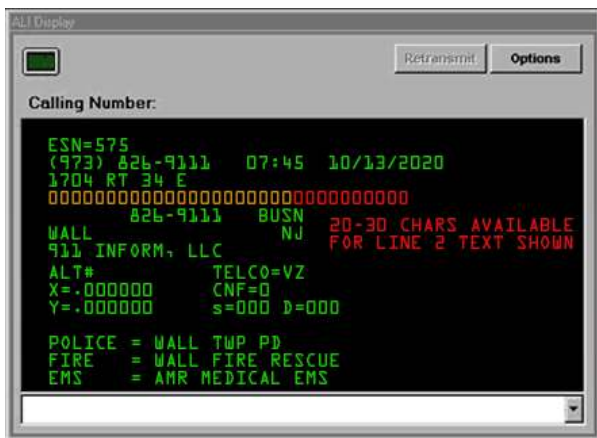 ALI Display
Retransmit Options
Calling Number:
ESN=575
(973) 826-9111 07:45 10/13/2020
1704 RT 34 E
000000000000000000000000000000
826-9111 BUSN
20-30 CHARS AVAILABLE
WALL NJ
FOR LINE 2 TEXT SHOWN
911 INFORM, LLC
ALT# TELCO=VZ
X=.000000 CNF=0
Y=.000000 s=000 D=000
POLICE = WALL TWP PD
FIRE = WALL FIRE RESCUE
EMS = AMR MEDICAL EMS